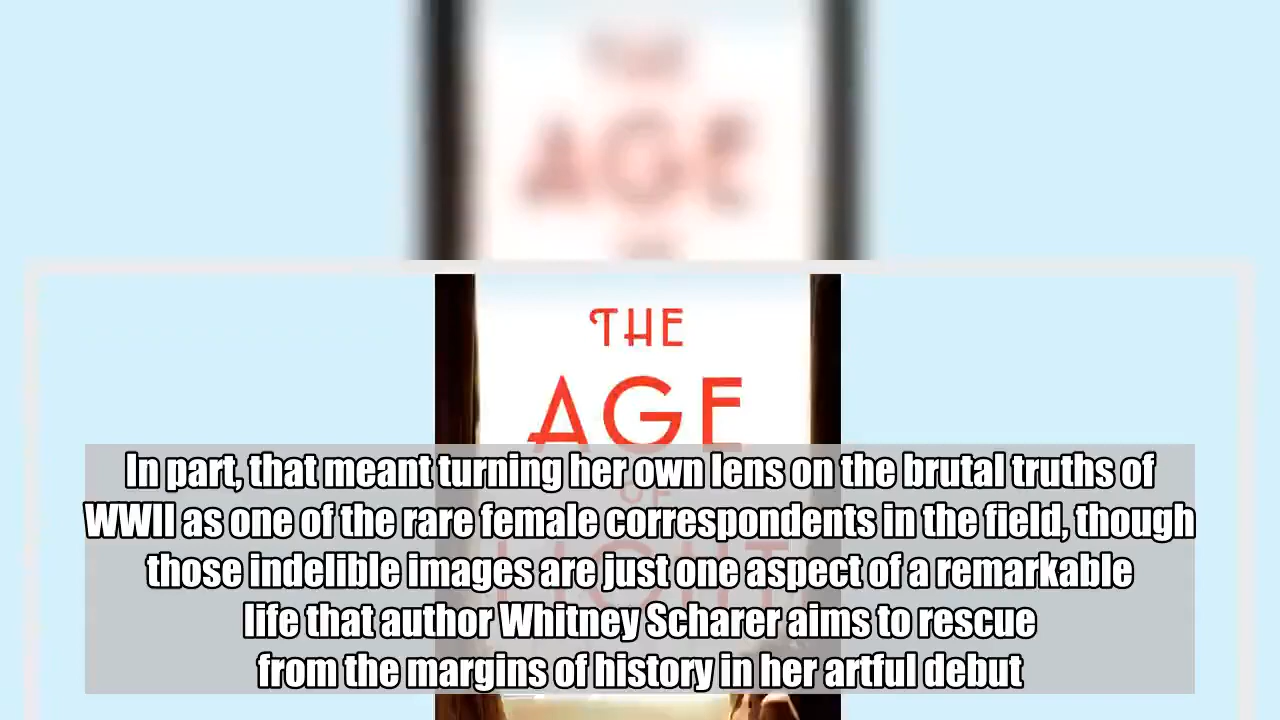 THE
AGE
OF
LIGHT
In part, that meant turning her own lens on the brutal truths of
WWII as one of the rare female correspondents in the field, though
those indelible images are just one aspect of a remarkable
life that author Whitney Scharer aims to rescue
from the margins of history in her artful debut